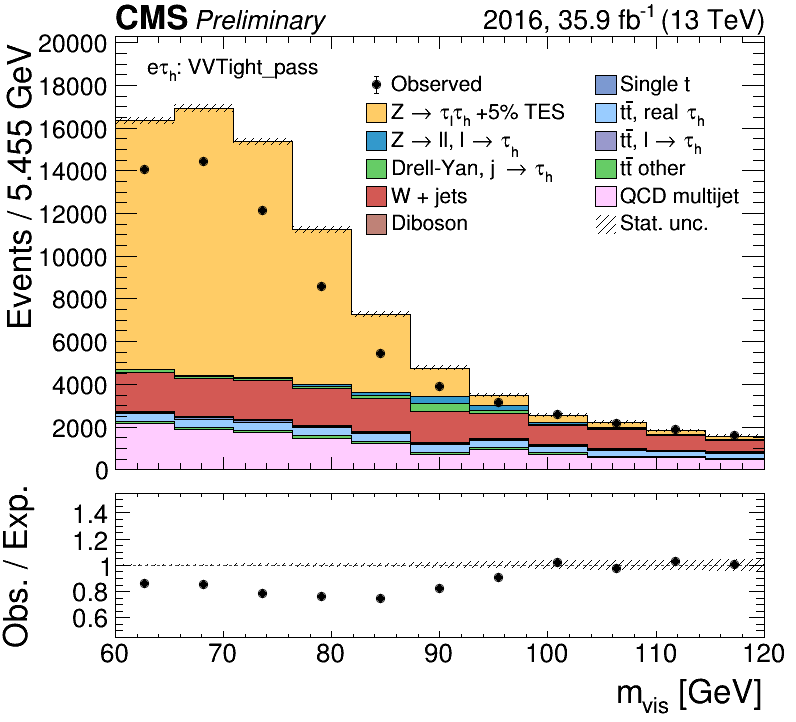 CMS Preliminary 2016, 35.9 fb⁻¹ (13 TeV)
Events / 5.455 GeV
20000
18000
16000
14000
12000
10000
8000
6000
4000
2000
0
eτh: VVTight_pass
Observed
Z → τlτh +5% TES
Z → ll, l → τh
Drell-Yan, j → τh
W + jets
Diboson
Single t
tt̄, real τh
tt̄, l → τh
tt̄ other
QCD multijet
Stat. unc.
Obs. / Exp.
1.4
1.2
1
0.8
0.6
60 70 80 90 100 110 120
mvis [GeV]